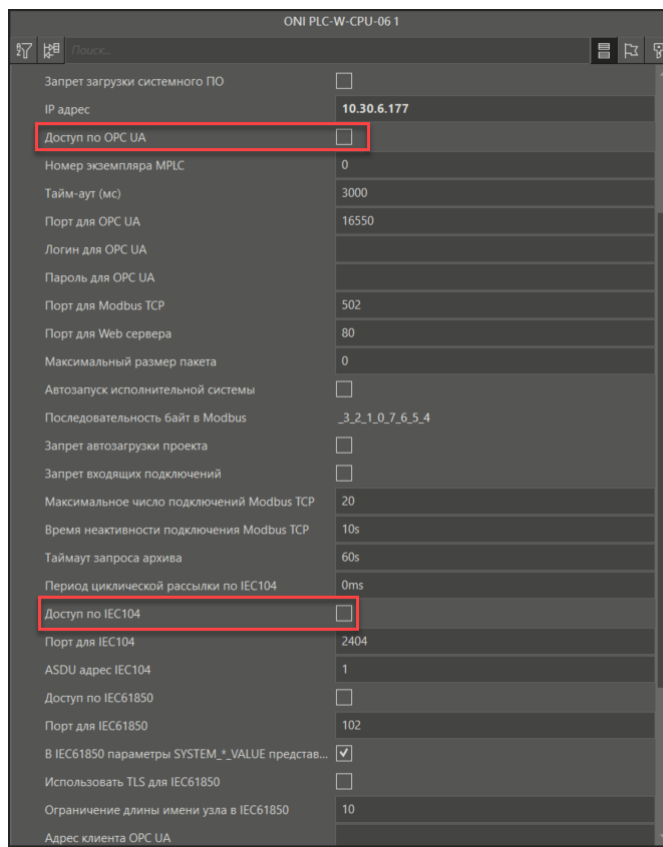 ONI PLC-W-CPU-06 1
Поиск...
Запрет загрузки системного ПО
IP адрес 10.30.6.177
Доступ по OPC UA
Номер экземпляра MPLC 0
Тайм-аут (мс) 3000
Порт для OPC UA 16550
Логин для OPC UA
Пароль для OPC UA
Порт для Modbus TCP 502
Порт для Web сервера 80
Максимальный размер пакета 0
Автозапуск исполнительной системы
Последовательность байт в Modbus _3_2_1_0_7_6_5_4
Запрет автозагрузки проекта
Запрет входящих подключений
Максимальное число подключений Modbus TCP 20
Время неактивности подключения Modbus TCP 10s
Таймаут запроса архива 60s
Период циклической рассылки по IEC104 0ms
Доступ по IEC104
Порт для IEC104 2404
ASDU адрес IEC104 1
Доступ по IEC61850
Порт для IEC61850 102
В IEC61850 параметры SYSTEM_*_VALUE представ...
Использовать TLS для IEC61850
Ограничение длины имени узла в IEC61850 10
Адрес клиента OPC UA